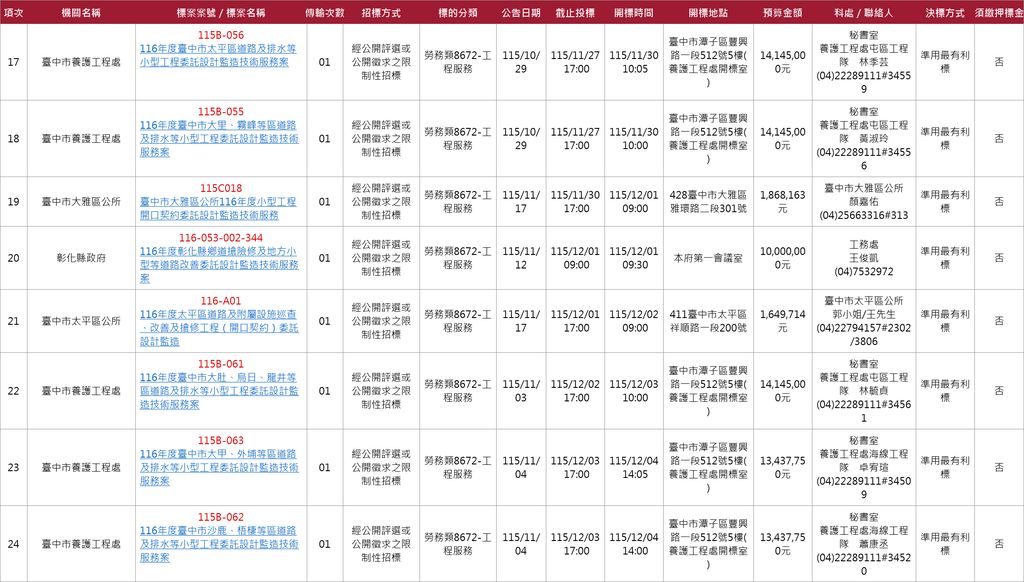 項次 機關名稱 標案案號 / 標案名稱 傳輸次數 招標方式 標的分類 公告日期 截止投標 開標時間 開標地點 預算金額 科處 / 聯絡人 決標方式 須繳押標金
17
臺中市養護工程處
115B-056
116年度臺中市太平區道路及排水等
小型工程委託設計監造技術服務案
01
經公開評選或
公開徵求之限
制性招標
勞務類8672-工
程服務
115/10/
29
115/11/27
17:00
115/11/30
10:05
臺中市潭子區豐興
路一段512號5樓(
養護工程處開標室
)
14,145,00
0元
秘書室
養護工程處屯區工程
隊 林季芸
(04)22289111#3455
9
準用最有利
標
否
18
臺中市養護工程處
115B-055
116年度臺中市大里、霧峰等區道路
及排水等小型工程委託設計監造技術
服務案
01
經公開評選或
公開徵求之限
制性招標
勞務類8672-工
程服務
115/10/
29
115/11/27
17:00
115/11/30
10:00
臺中市潭子區豐興
路一段512號5樓(
養護工程處開標室
)
14,145,00
0元
秘書室
養護工程處屯區工程
隊 黃淑玲
(04)22289111#3455
6
準用最有利
標
否
19
臺中市大雅區公所
115C018
臺中市大雅區公所116年度小型工程
開口契約委託設計監造技術服務
01
經公開評選或
公開徵求之限
制性招標
勞務類8672-工
程服務
115/11/
17
115/11/30
17:00
115/12/01
09:00
428臺中市大雅區
雅環路二段301號
1,868,163
元
臺中市大雅區公所
顏嘉佑
(04)25663316#313
準用最有利
標
否
20
彰化縣政府
116-053-002-344
116年度彰化縣鄉道搶險修及地方小
型等道路改善委託設計監造技術服務
案
01
經公開評選或
公開徵求之限
制性招標
勞務類8672-工
程服務
115/11/
12
115/12/01
09:00
115/12/01
09:30
本府第一會議室
10,000,00
0元
工務處
王俊凱
(04)7532972
準用最有利
標
否
21
臺中市太平區公所
116-A01
116年度太平區道路及附屬設施巡查
、改善及搶修工程（開口契約）委託
設計監造
01
經公開評選或
公開徵求之限
制性招標
勞務類8672-工
程服務
115/11/
17
115/12/01
17:00
115/12/02
09:00
411臺中市太平區
祥順路一段200號
1,649,714
元
臺中市太平區公所
郭小姐/王先生
(04)22794157#2302
/3806
準用最有利
標
否
22
臺中市養護工程處
115B-061
116年度臺中市大肚、烏日、龍井等
區道路及排水等小型工程委託設計監
造技術服務案
01
經公開評選或
公開徵求之限
制性招標
勞務類8672-工
程服務
115/11/
03
115/12/02
17:00
115/12/03
10:00
臺中市潭子區豐興
路一段512號5樓(
養護工程處開標室
)
14,145,00
0元
秘書室
養護工程處屯區工程
隊 林毓貞
(04)22289111#3456
1
準用最有利
標
否
23
臺中市養護工程處
115B-063
116年度臺中市大甲、外埔等區道路
及排水等小型工程委託設計監造技術
服務案
01
經公開評選或
公開徵求之限
制性招標
勞務類8672-工
程服務
115/11/
04
115/12/03
17:00
115/12/04
14:05
臺中市潭子區豐興
路一段512號5樓(
養護工程處開標室
)
13,437,75
0元
秘書室
養護工程處海線工程
隊 卓宥瑄
(04)22289111#3450
9
準用最有利
標
否
24
臺中市養護工程處
115B-062
116年度臺中市沙鹿、梧棲等區道路
及排水等小型工程委託設計監造技術
服務案
01
經公開評選或
公開徵求之限
制性招標
勞務類8672-工
程服務
115/11/
04
115/12/03
17:00
115/12/04
14:00
臺中市潭子區豐興
路一段512號5樓(
養護工程處開標室
)
13,437,75
0元
秘書室
養護工程處海線工程
隊 蕭康丞
(04)22289111#3452
0
準用最有利
標
否